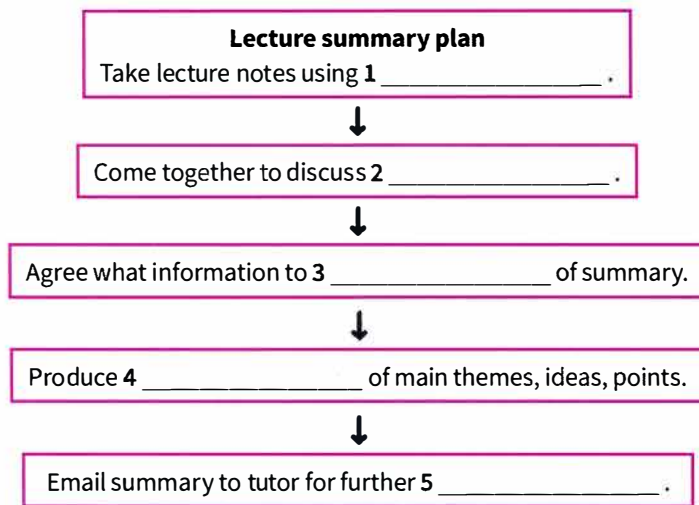 Lecture summary plan
Take lecture notes using 1 ________________ .
Come together to discuss 2 ________________ .
Agree what information to 3 ________________ of summary.
Produce 4 ________________ of main themes, ideas, points.
Email summary to tutor for further 5 ________________ .